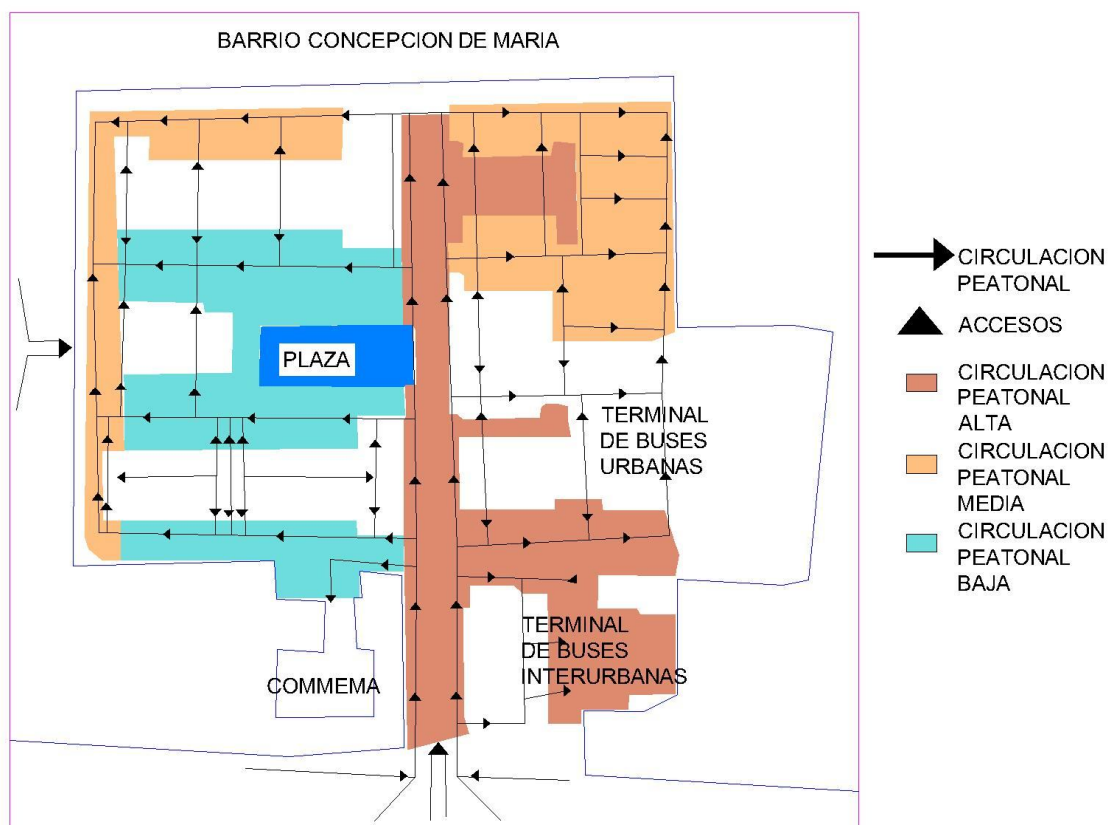 BARRIO CONCEPCION DE MARIA
PLAZA
TERMINAL
DE BUSES
URBANAS
TERMINAL
DE BUSES
INTERURBANAS
COMMEMA
CIRCULACION
PEATONAL
ACCESOS
CIRCULACION
PEATONAL
ALTA
CIRCULACION
PEATONAL
MEDIA
CIRCULACION
PEATONAL
BAJA